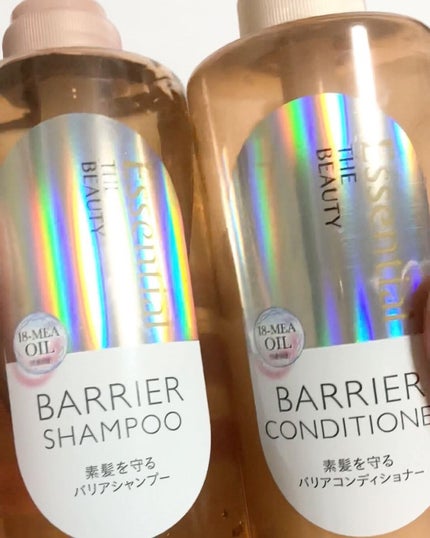 Essential
THE
BEAUTY
18-MEA
OIL
BARRIER
SHAMPOO
素髪を守る
バリアシャンプー
Essential
THE
BEAUTY
18-MEA
OIL
BARRIER
CONDITIONE
素髪を守る
バリアコンディショナー